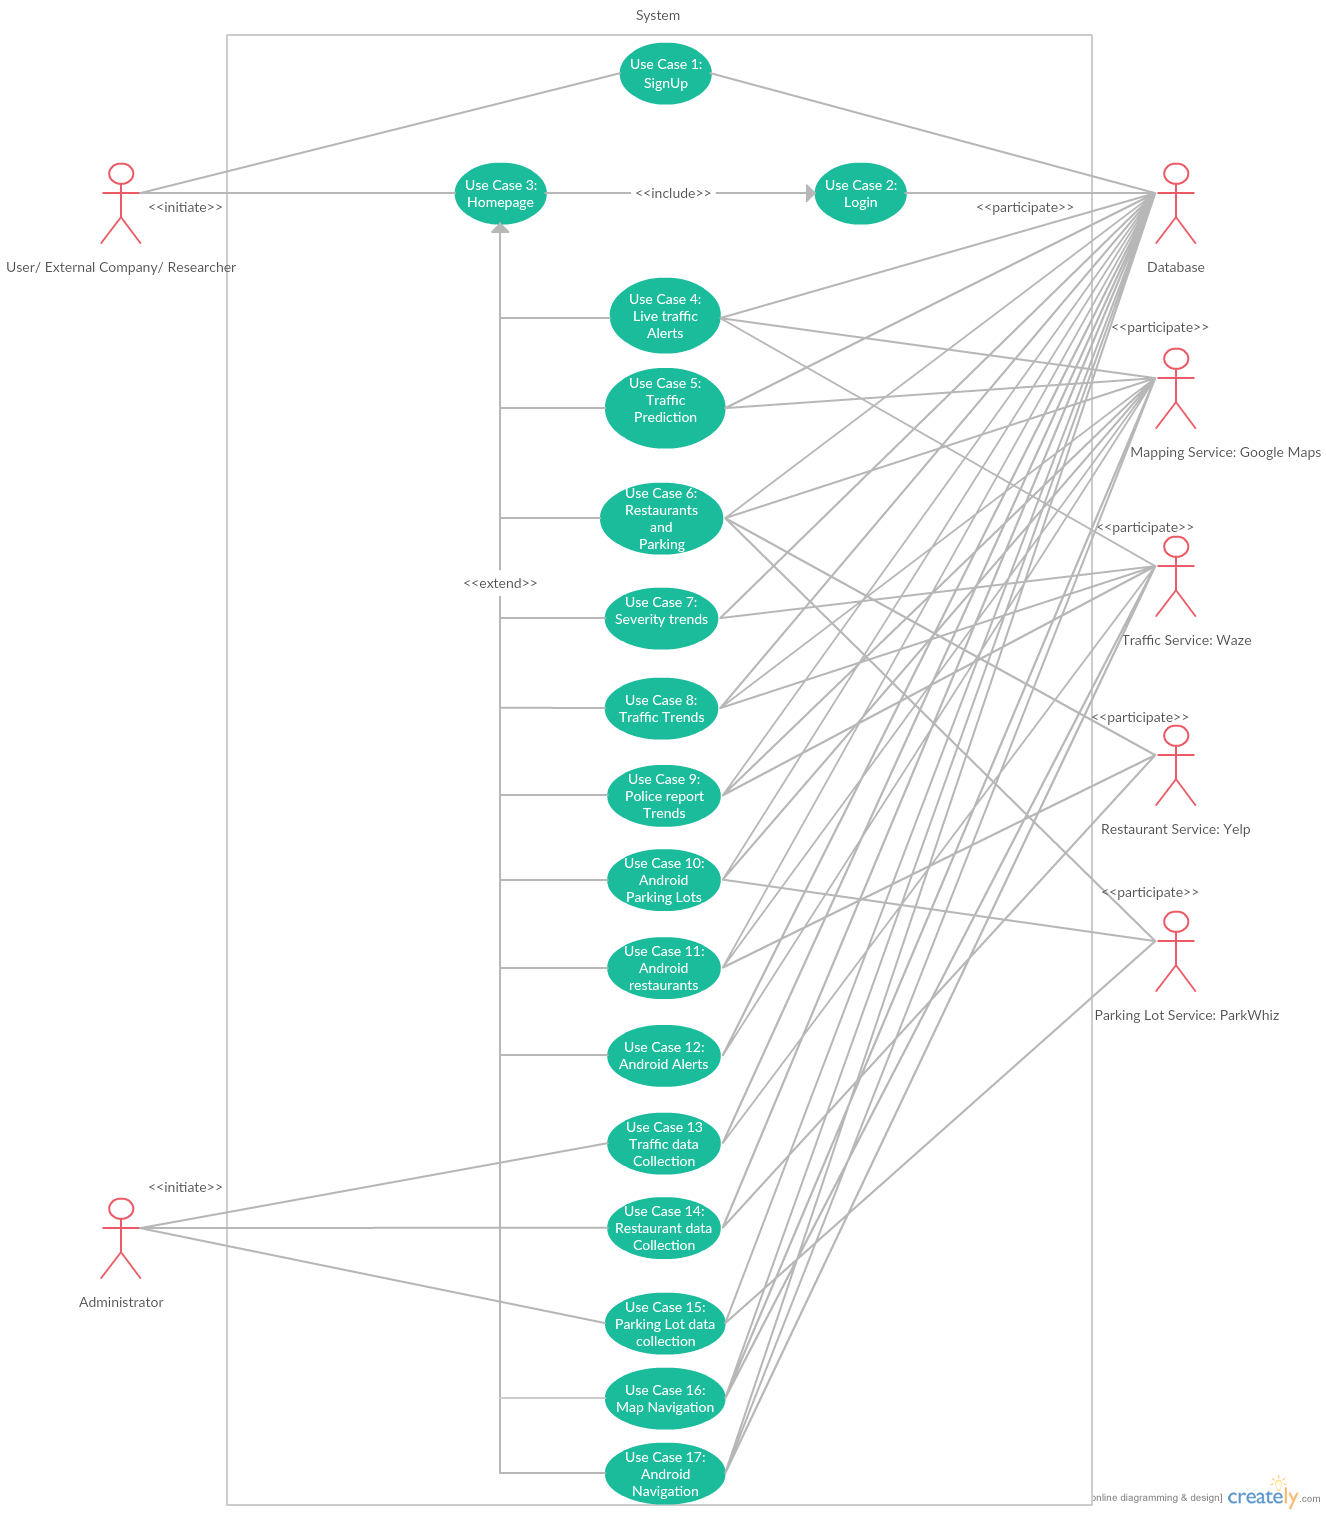 System
Use Case 1:
SignUp
Use Case 3:
Homepage
<<include>>
Use Case 2:
Login
<<initiate>>
<<participate>>
User/ External Company/ Researcher
Database
Use Case 4:
Live traffic
Alerts
<<participate>>
Use Case 5:
Traffic
Prediction
Mapping Service: Google Maps
Use Case 6:
Restaurants
and
Parking
<<participate>>
<<extend>>
Use Case 7:
Severity trends
Traffic Service: Waze
Use Case 8:
Traffic Trends
<<participate>>
Use Case 9:
Police report
Trends
Restaurant Service: Yelp
Use Case 10:
Android
Parking Lots
<<participate>>
Use Case 11:
Android
restaurants
Parking Lot Service: ParkWhiz
Use Case 12:
Android Alerts
Use Case 13
Traffic data
Collection
<<initiate>>
Use Case 14:
Restaurant data
Collection
Administrator
Use Case 15:
Parking Lot data
collection
Use Case 16:
Map Navigation
Use Case 17:
Android
Navigation
online diagramming & design] creately.com